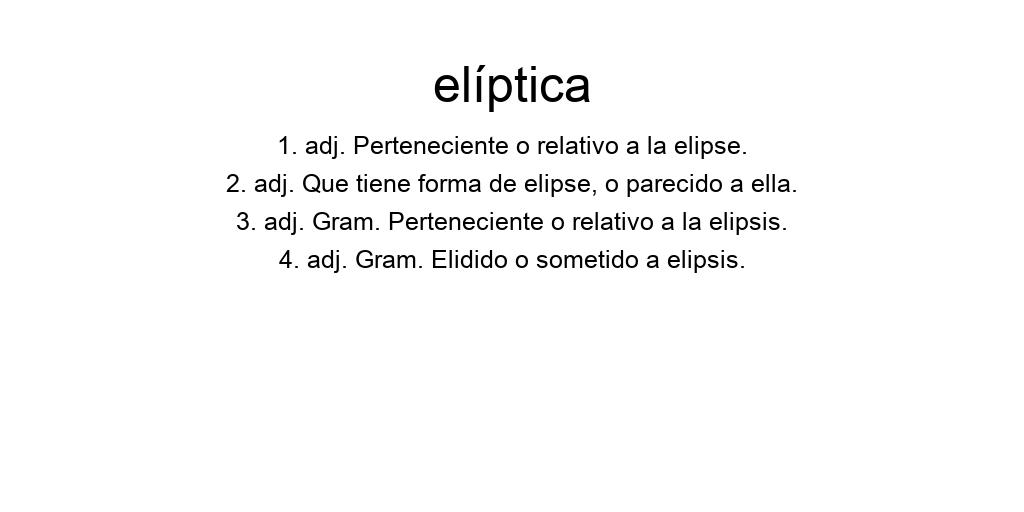 elíptica
1. adj. Perteneciente o relativo a la elipse.
2. adj. Que tiene forma de elipse, o parecido a ella.
3. adj. Gram. Perteneciente o relativo a la elipsis.
4. adj. Gram. Elidido o sometido a elipsis.